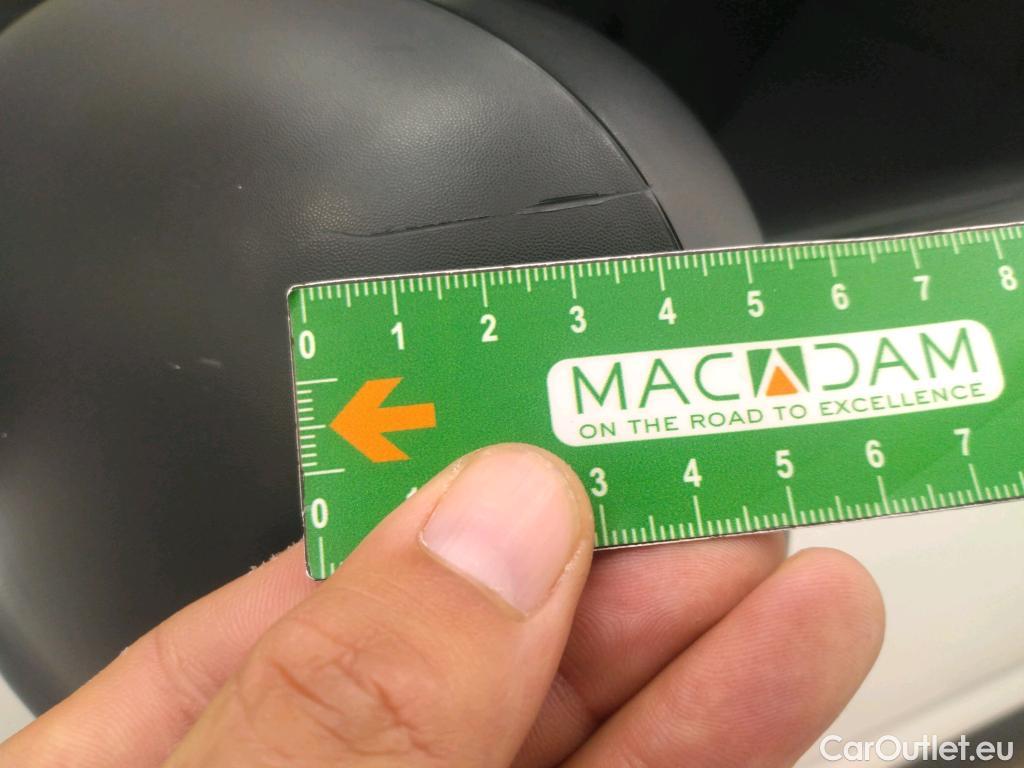 0 1 2 3 4 5 6 7 8
MACADAM
ON THE ROAD TO EXCELLENCE
0 1 3 4 5 6 7
CarOutlet.eu